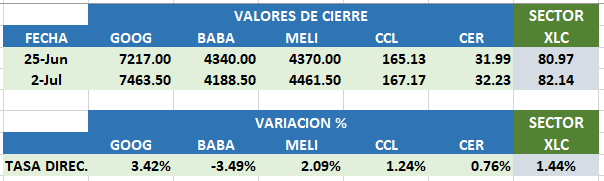 VALORES DE CIERRE SECTOR
FECHA GOOG BABA MELI CCL CER XLC
25-Jun 7217.00 4340.00 4370.00 165.13 31.99 80.97
2-Jul 7463.50 4188.50 4461.50 167.17 32.23 82.14
VARIACION % SECTOR
GOOG BABA MELI CCL CER XLC
TASA DIREC. 3.42% -3.49% 2.09% 1.24% 0.76% 1.44%